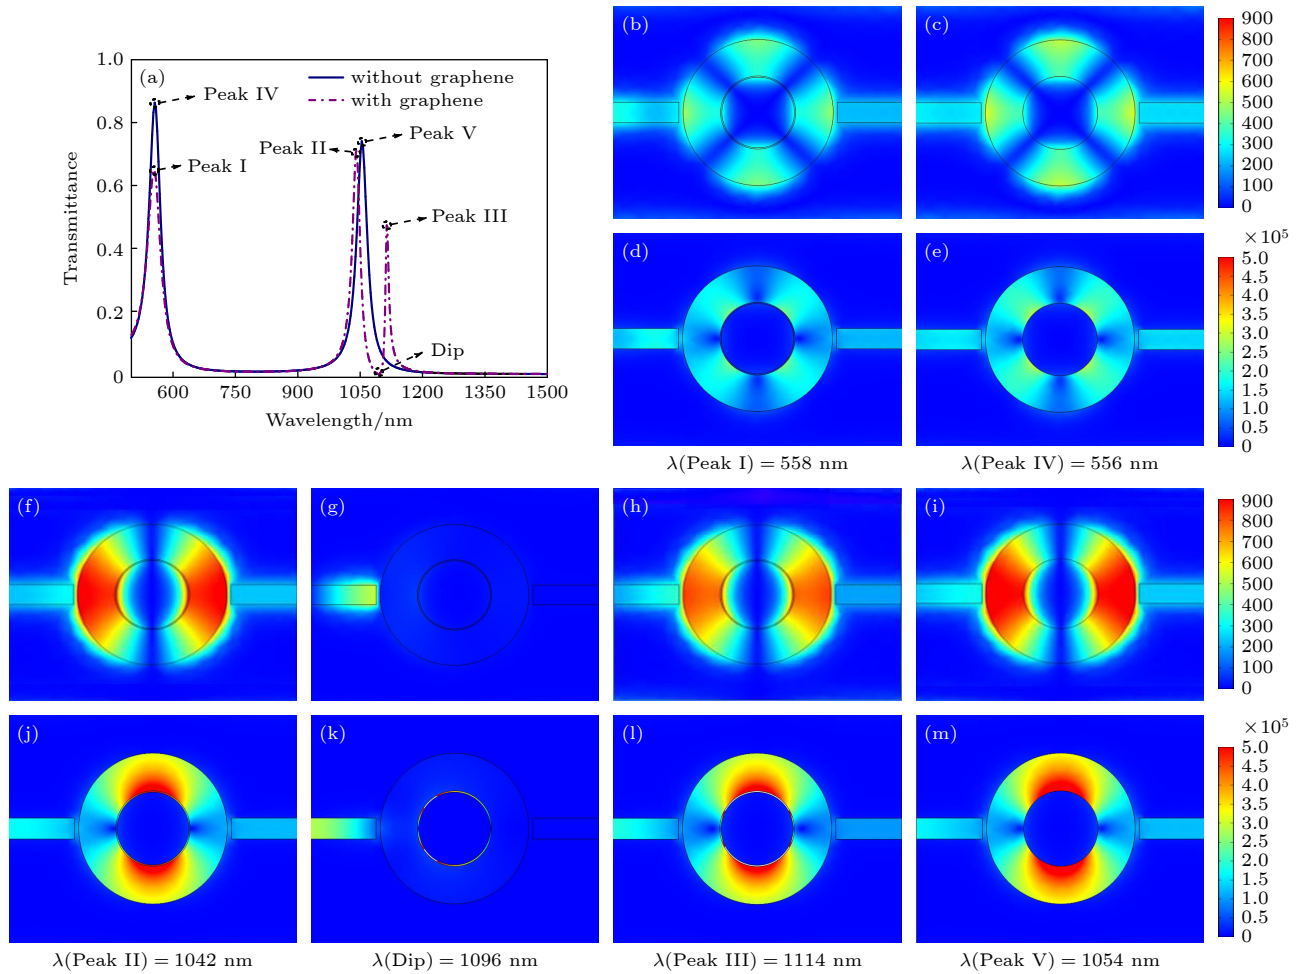 (a)
without graphene
with graphene
Peak IV
Peak I
Peak II
Peak V
Peak III
Dip
Transmittance
1.0
0.8
0.6
0.4
0.2
0
600 750 900 1050 1200 1350 1500
Wavelength/nm
(b)
(c)
900
800
700
600
500
400
300
200
100
0
(d)
(e)
×10⁵
5.0
4.5
4.0
3.5
3.0
2.5
2.0
1.5
1.0
0.5
0
λ(Peak I) = 558 nm
λ(Peak IV) = 556 nm
(f)
(g)
(h)
(i)
900
800
700
600
500
400
300
200
100
0
(j)
(k)
(l)
(m)
×10⁵
5.0
4.5
4.0
3.5
3.0
2.5
2.0
1.5
1.0
0.5
0
λ(Peak II) = 1042 nm
λ(Dip) = 1096 nm
λ(Peak III) = 1114 nm
λ(Peak V) = 1054 nm